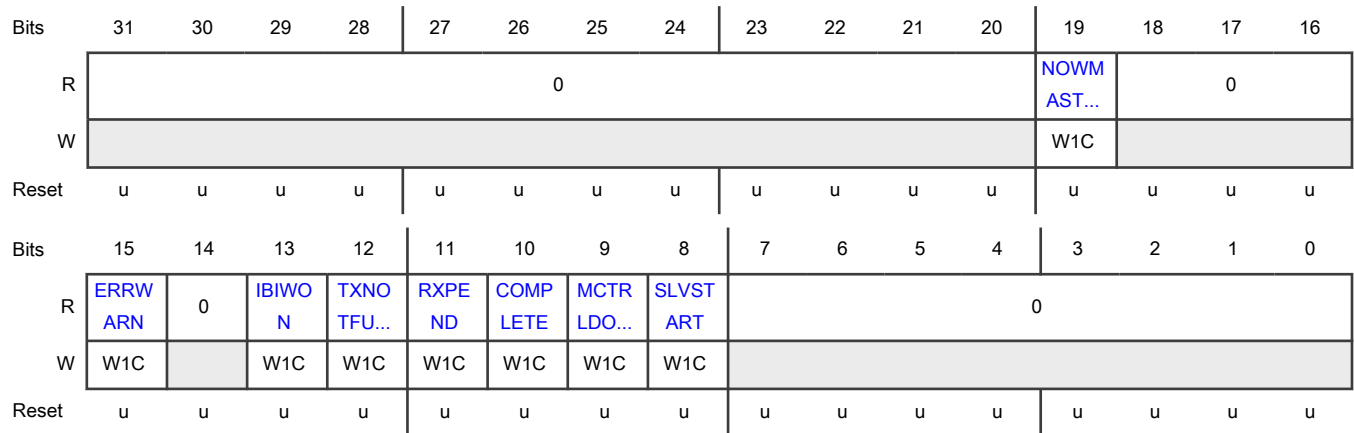 Bits 31 30 29 28 27 26 25 24 23 22 21 20 19 18 17 16
R 0 NOWM AST... 0
W W1C
Reset u u u u u u u u u u u u u u u u
Bits 15 14 13 12 11 10 9 8 7 6 5 4 3 2 1 0
R ERRW ARN 0 IBIWO N TXNO TFU... RXPE ND COMP LETE MCTR LDO... SLVST ART 0
W W1C W1C W1C W1C W1C W1C W1C
Reset u u u u u u u u u u u u u u u u